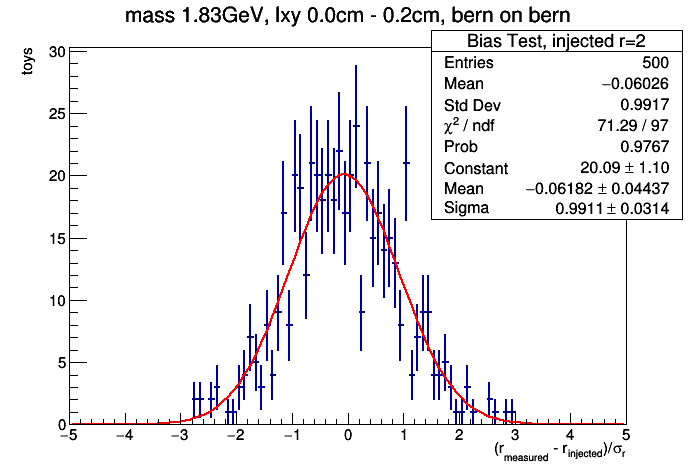 mass 1.83GeV, lxy 0.0cm - 0.2cm, bern on bern
Bias Test, injected r=2
Entries 500
Mean −0.06026
Std Dev 0.9917
χ² / ndf 71.29 / 97
Prob 0.9767
Constant 20.09 ± 1.10
Mean −0.06182 ± 0.04437
Sigma 0.9911 ± 0.0314
toys
30
25
20
15
10
5
0
−5 −4 −3 −2 −1 0 1 2 3 4 5
(r_measured - r_injected)/σ_r